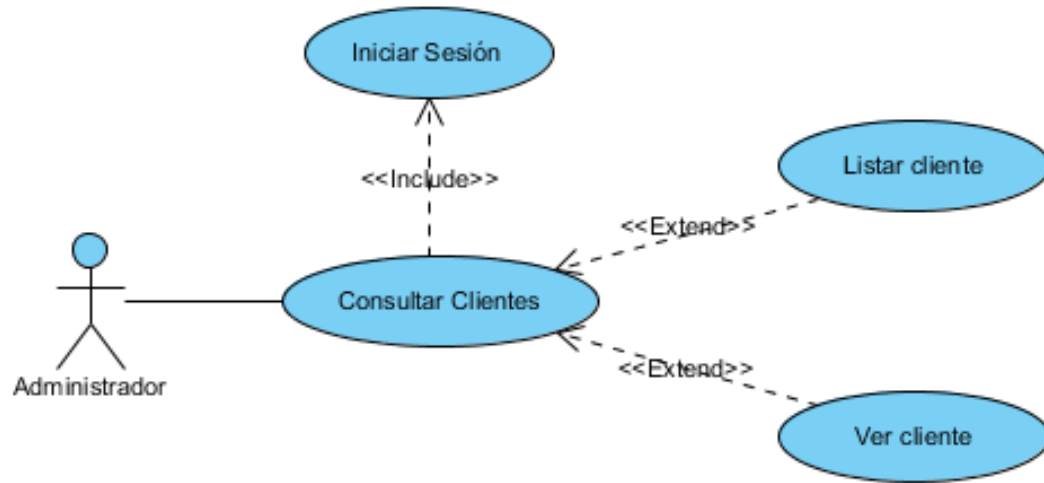 Iniciar Sesión
<<Include>>
Listar cliente
<<Extend>>
Consultar Clientes
Administrador
<<Extend>>
Ver cliente